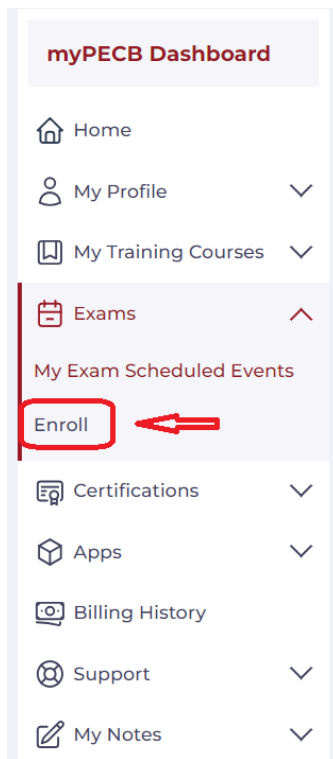 myPECB Dashboard
Home
My Profile
My Training Courses
Exams
My Exam Scheduled Events
Enroll
Certifications
Apps
Billing History
Support
My Notes